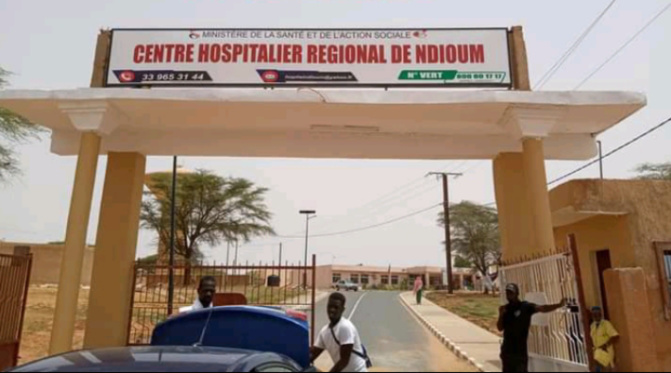 MINISTÈRE DE LA SANTÉ ET DE L'ACTION SOCIALE
CENTRE HOSPITALIER REGIONAL DE NDIOUM
33 965 31 44
N° VERT